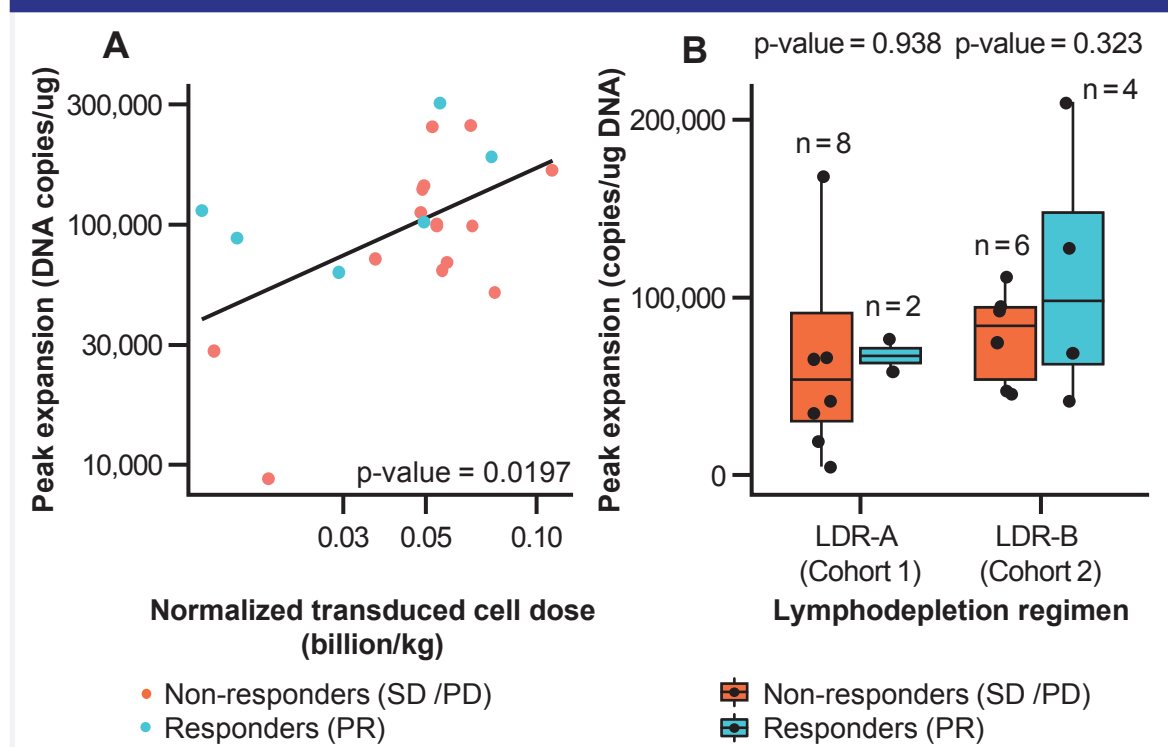 A
Peak expansion (DNA copies/ug)
300,000
100,000
30,000
10,000
p-value = 0.0197
0.03
0.05
0.10
Normalized transduced cell dose
(billion/kg)
Non-responders (SD /PD)
Responders (PR)
B
p-value = 0.938
p-value = 0.323
Peak expansion (copies/ug DNA)
200,000
100,000
0
n = 8
n = 2
n = 6
n = 4
LDR-A
(Cohort 1)
LDR-B
(Cohort 2)
Lymphodepletion regimen
Non-responders (SD /PD)
Responders (PR)